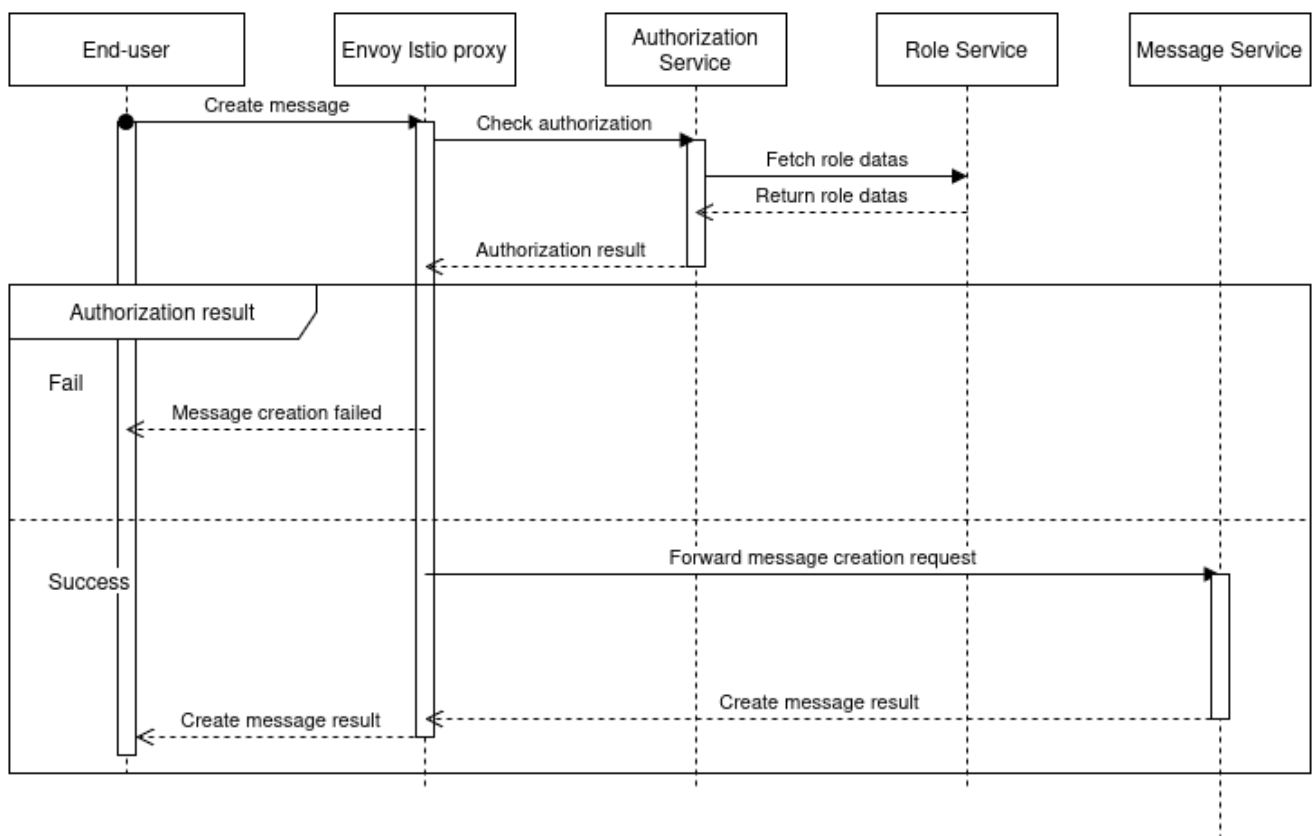 End-user
Envoy Istio proxy
Authorization
Service
Role Service
Message Service
Create message
Check authorization
Fetch role datas
Return role datas
Authorization result
Authorization result
Fail
Message creation failed
Forward message creation request
Success
Create message result
Create message result